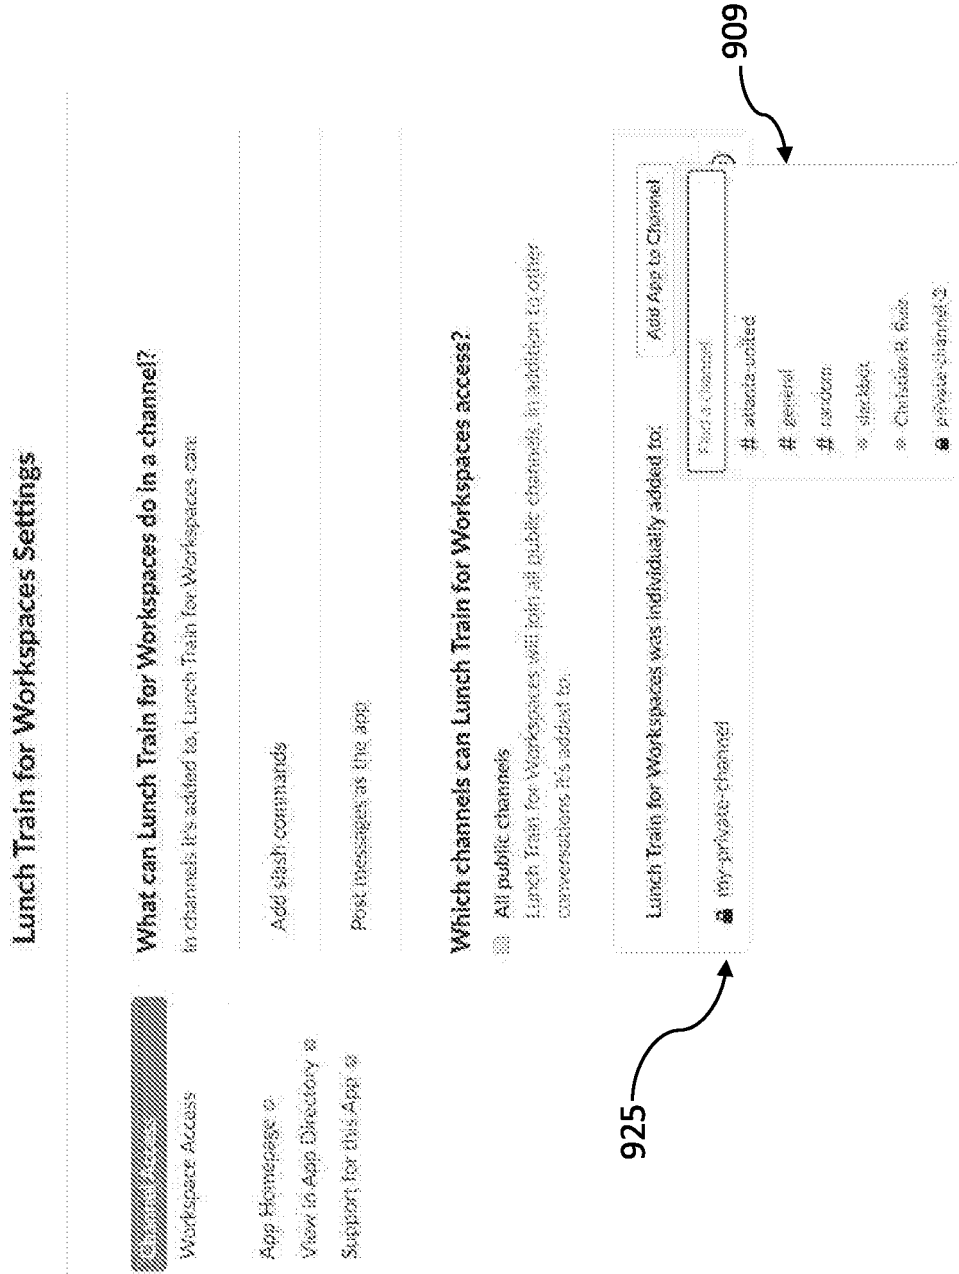 Lunch Train for Workspaces Settings
Channel Access
Workspace Access
App Homepage
View in App Directory
Support for this App
What can Lunch Train for Workspaces do in a channel?
In channels it's added to, Lunch Train for Workspaces can:
Add slash commands
Post messages as the app
Which channels can Lunch Train for Workspaces access?
All public channels
Lunch Train for Workspaces will join all public channels, in addition to other
conversations it's added to.
Lunch Train for Workspaces was individually added to:
Add App to Channel
my-private-channel
Find a channel
# atlanta-united
# general
# random
slackbot
Christian R. Ruiz
private-channel-2
925
909